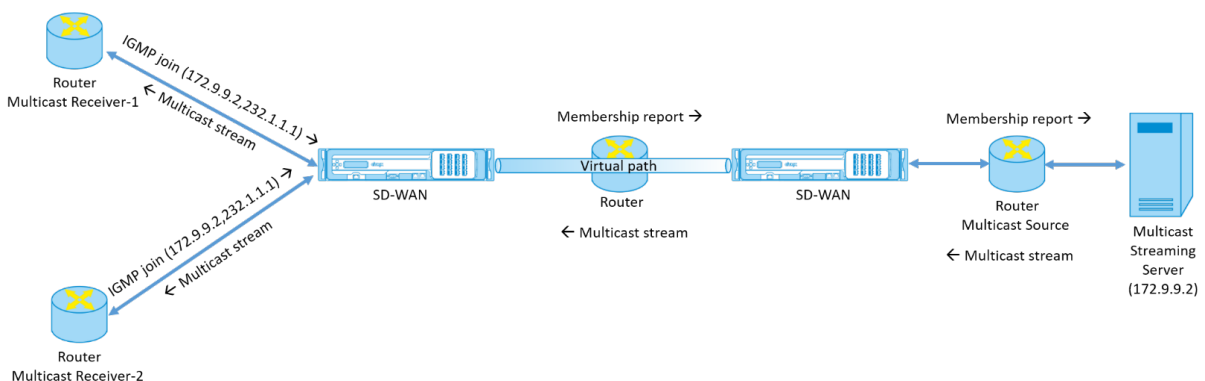 Router
Multicast Receiver-1
IGMP join (172.9.9.2,232.1.1.1) →
← Multicast stream
IGMP join (172.9.9.2,232.1.1.1) →
← Multicast stream
Router
Multicast Receiver-2
SD-WAN
Membership report →
Virtual path
Router
← Multicast stream
SD-WAN
Membership report →
Router
Multicast Source
← Multicast stream
Multicast
Streaming
Server
(172.9.9.2)